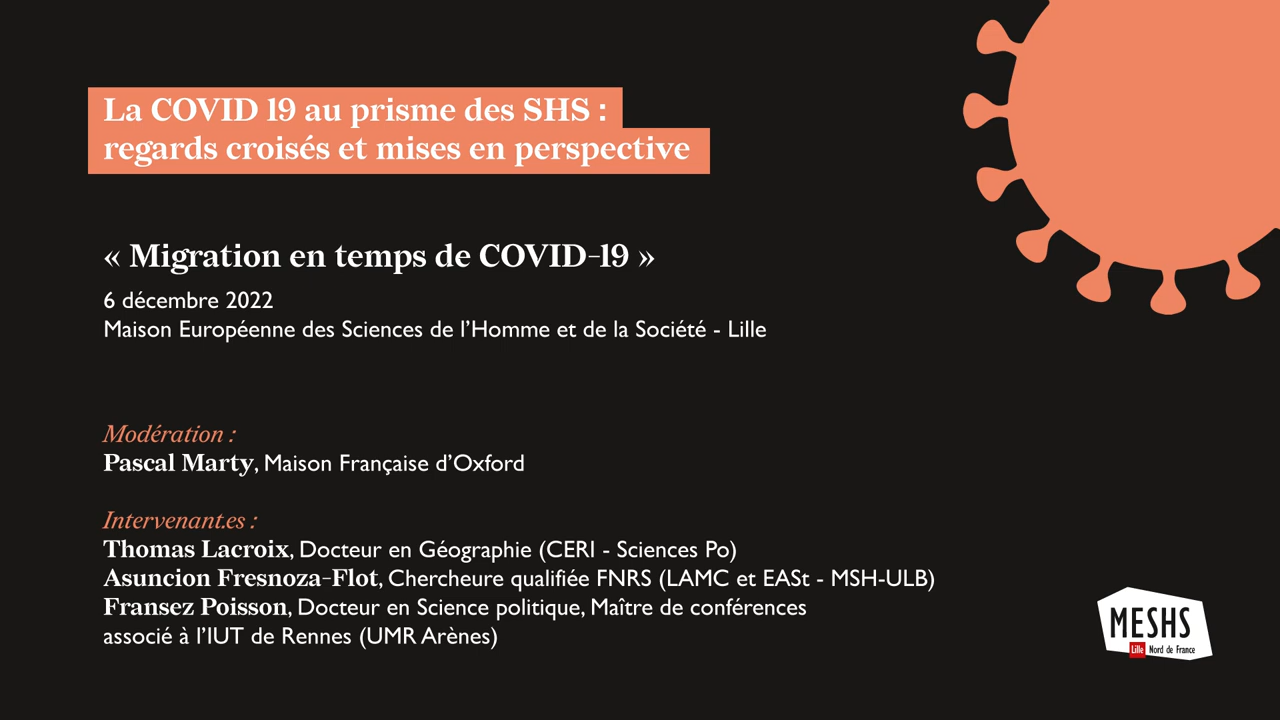 La COVID 19 au prisme des SHS :
regards croisés et mises en perspective
« Migration en temps de COVID-19 »
6 décembre 2022
Maison Européenne des Sciences de l'Homme et de la Société - Lille
Modération :
Pascal Marty, Maison Française d'Oxford
Intervenant.es :
Thomas Lacroix, Docteur en Géographie (CERI - Sciences Po)
Asuncion Fresnoza-Flot, Chercheure qualifiée FNRS (LAMC et EASt - MSH-ULB)
Fransez Poisson, Docteur en Science politique, Maître de conférences
associé à l'IUT de Rennes (UMR Arènes)
MESHS
Lille Nord de France